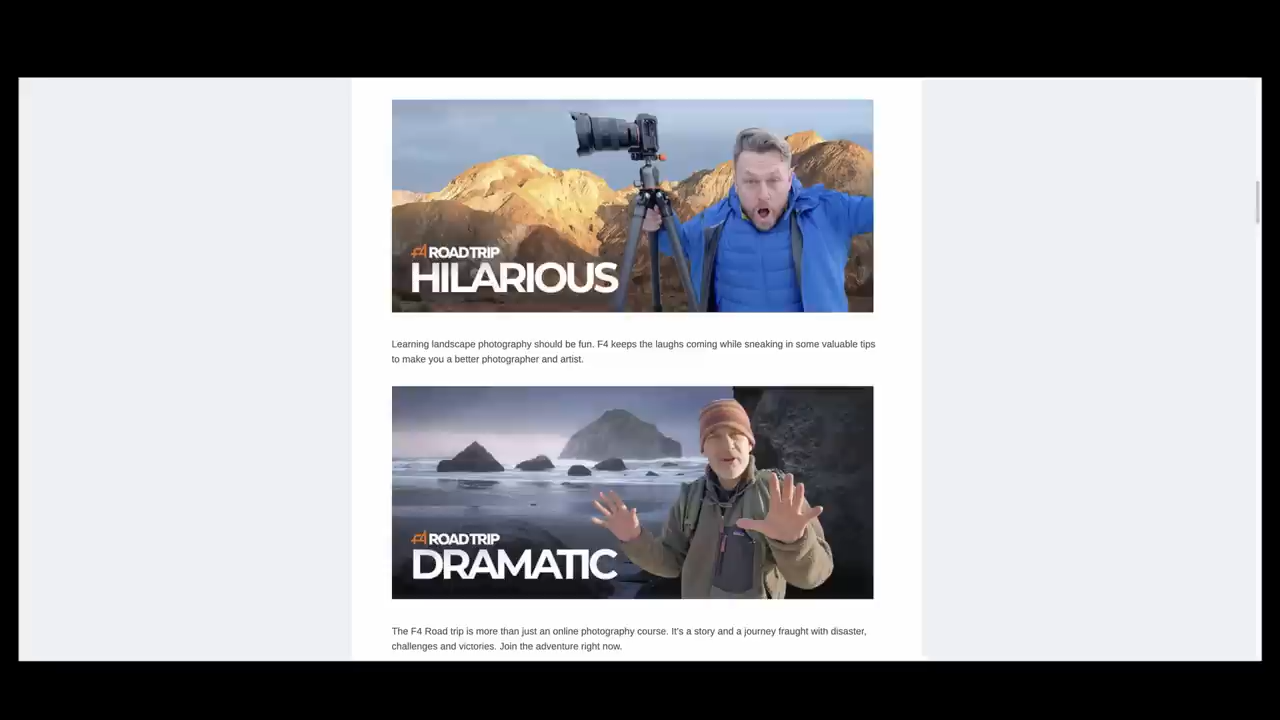 F4 ROAD TRIP
HILARIOUS
Learning landscape photography should be fun. F4 keeps the laughs coming while sneaking in some valuable tips
to make you a better photographer and artist.
F4 ROAD TRIP
DRAMATIC
The F4 Road trip is more than just an online photography course. It's a story and a journey fraught with disaster,
challenges and victories. Join the adventure right now.